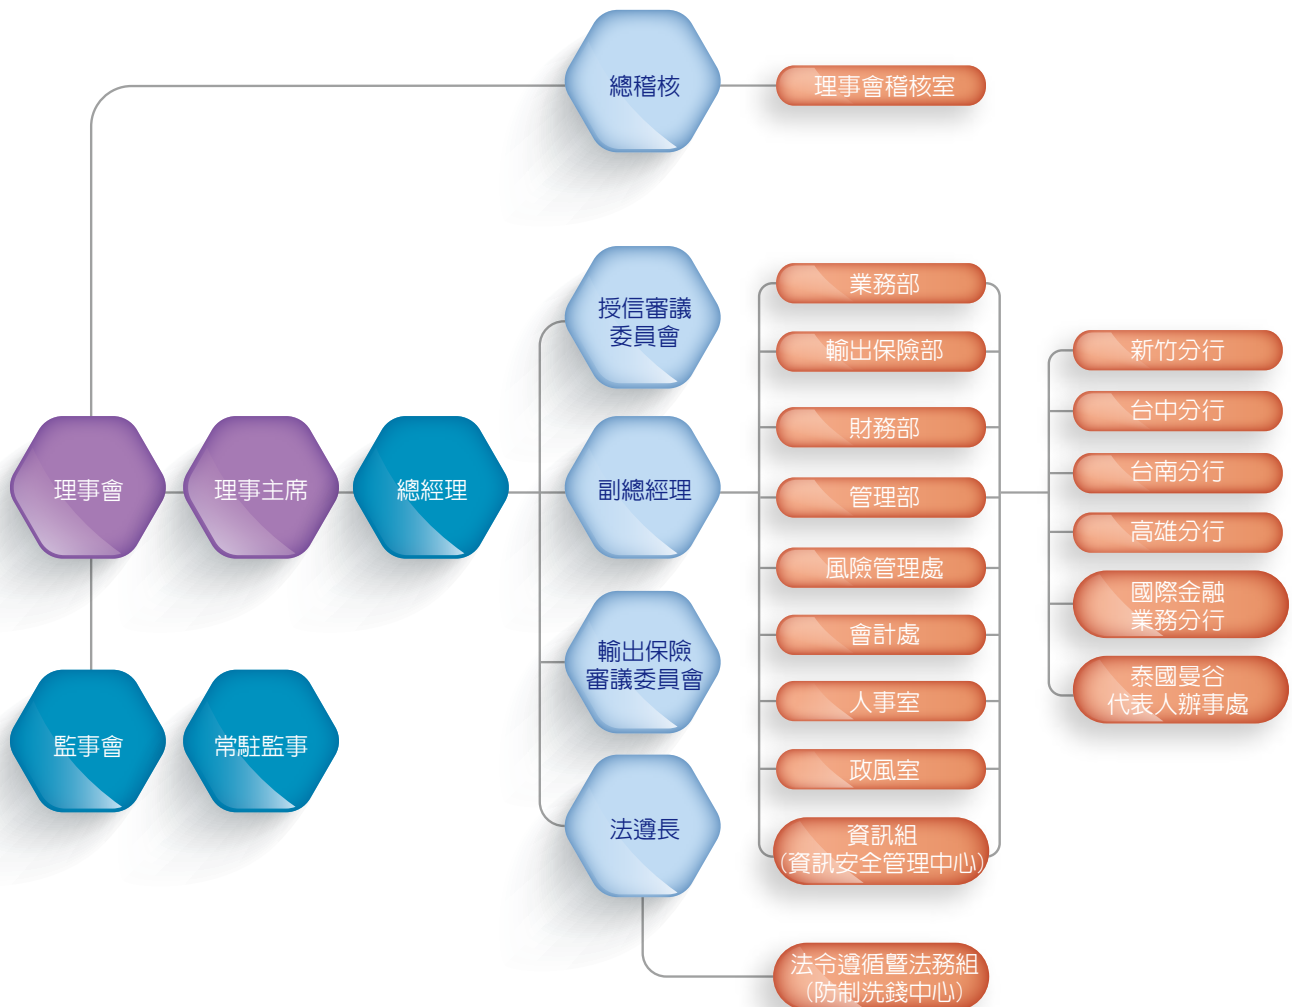 總稽核
理事會稽核室
授信審議
委員會
理事會
理事主席
總經理
副總經理
輸出保險
審議委員會
監事會
常駐監事
法遵長
業務部
輸出保險部
財務部
管理部
風險管理處
會計處
人事室
政風室
資訊組
(資訊安全管理中心)
法令遵循暨法務組
(防制洗錢中心)
新竹分行
台中分行
台南分行
高雄分行
國際金融
業務分行
泰國曼谷
代表人辦事處